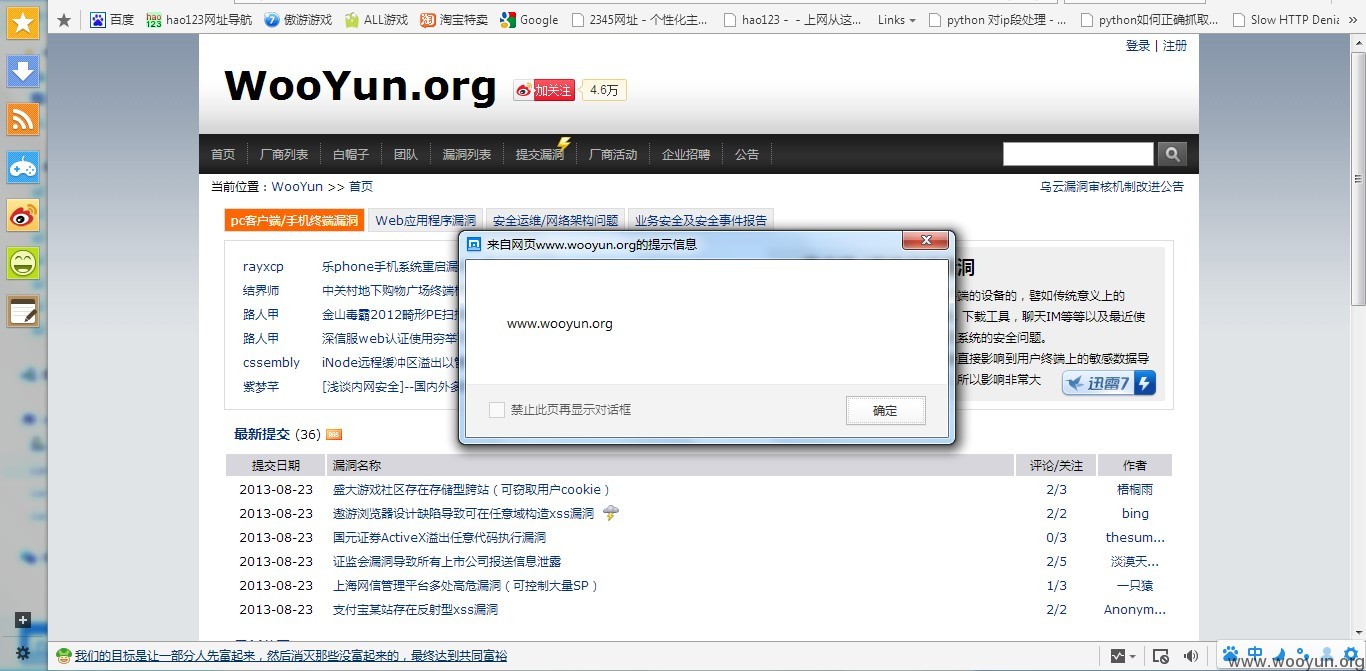 百度 hao123网址导航 傲游游戏 ALL游戏 淘宝特卖 Google 2345网址 - 个性化主... hao123 - - 上网从这... Links python 对ip段处理 - ... python如何正确抓取... Slow HTTP Denia »
登录 | 注册
WooYun.org 加关注 4.6万
首页 厂商列表 白帽子 团队 漏洞列表 提交漏洞 厂商活动 企业招聘 公告
当前位置：WooYun >> 首页 乌云漏洞审核机制改进公告
pc客户端/手机终端漏洞 Web应用程序漏洞 安全运维/网络架构问题 业务安全及安全事件报告
来自网页www.wooyun.org的提示信息
www.wooyun.org
禁止此页再显示对话框 确定
rayxcp 乐phone手机系统重启漏
结界师 中关村地下购物广场终端
路人甲 金山毒霸2012畸形PE扫
路人甲 深信服web认证使用穷举
cssembly iNode远程缓冲区溢出以
紫梦芊 [浅谈内网安全]--国内外多
洞
端的设备的，譬如传统意义上的
下载工具，聊天IM等等以及最近使
系统的安全问题。
直接影响到用户终端上的敏感数据导
所以影响非常大 迅雷7
最新提交 (36) RSS
提交日期 漏洞名称 评论/关注 作者
2013-08-23 盛大游戏社区存在存储型跨站（可窃取用户cookie） 2/3 梧桐雨
2013-08-23 遨游浏览器设计缺陷导致可在任意域构造xss漏洞 2/2 bing
2013-08-23 国元证券ActiveX溢出任意代码执行漏洞 0/3 thesum...
2013-08-23 证监会漏洞导致所有上市公司报送信息泄露 2/5 淡漠天...
2013-08-23 上海网信管理平台多处高危漏洞（可控制大量SP） 1/3 一只猿
2013-08-23 支付宝某站存在反射型xss漏洞 2/2 Anonym...
我们的目标是让一部分人先富起来，然后消灭那些没富起来的，最终达到共同富裕
中
www.wooyun.org